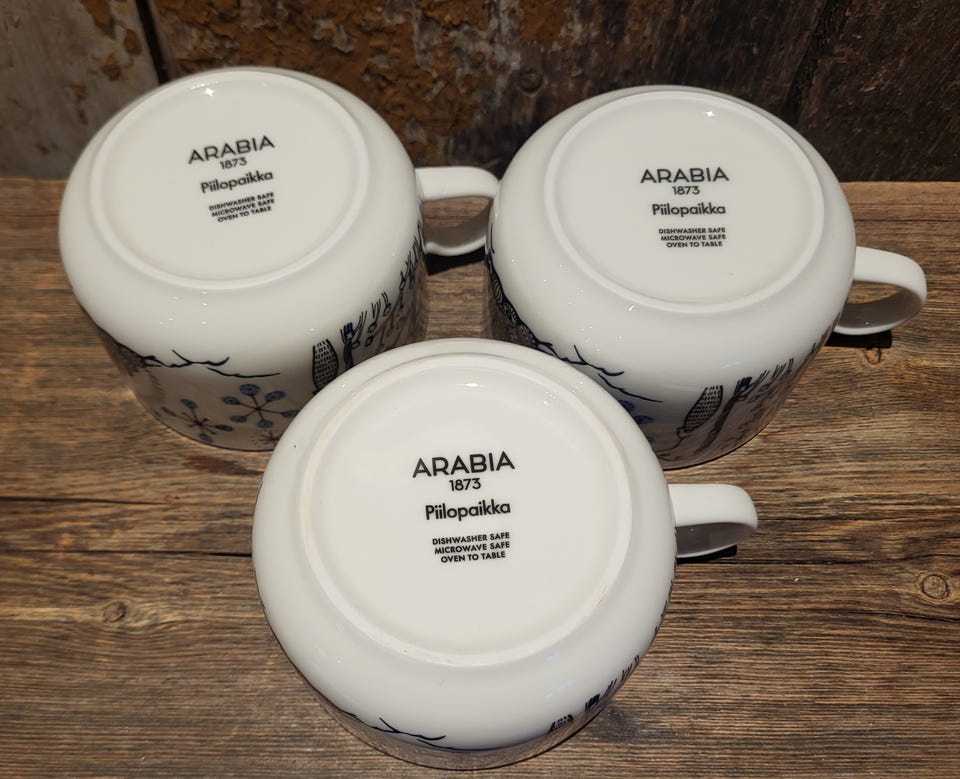 ARABIA
1873
Piilopaikka
DISHWASHER SAFE
MICROWAVE SAFE
OVEN TO TABLE
ARABIA
1873
Piilopaikka
DISHWASHER SAFE
MICROWAVE SAFE
OVEN TO TABLE
ARABIA
1873
Piilopaikka
DISHWASHER SAFE
MICROWAVE SAFE
OVEN TO TABLE